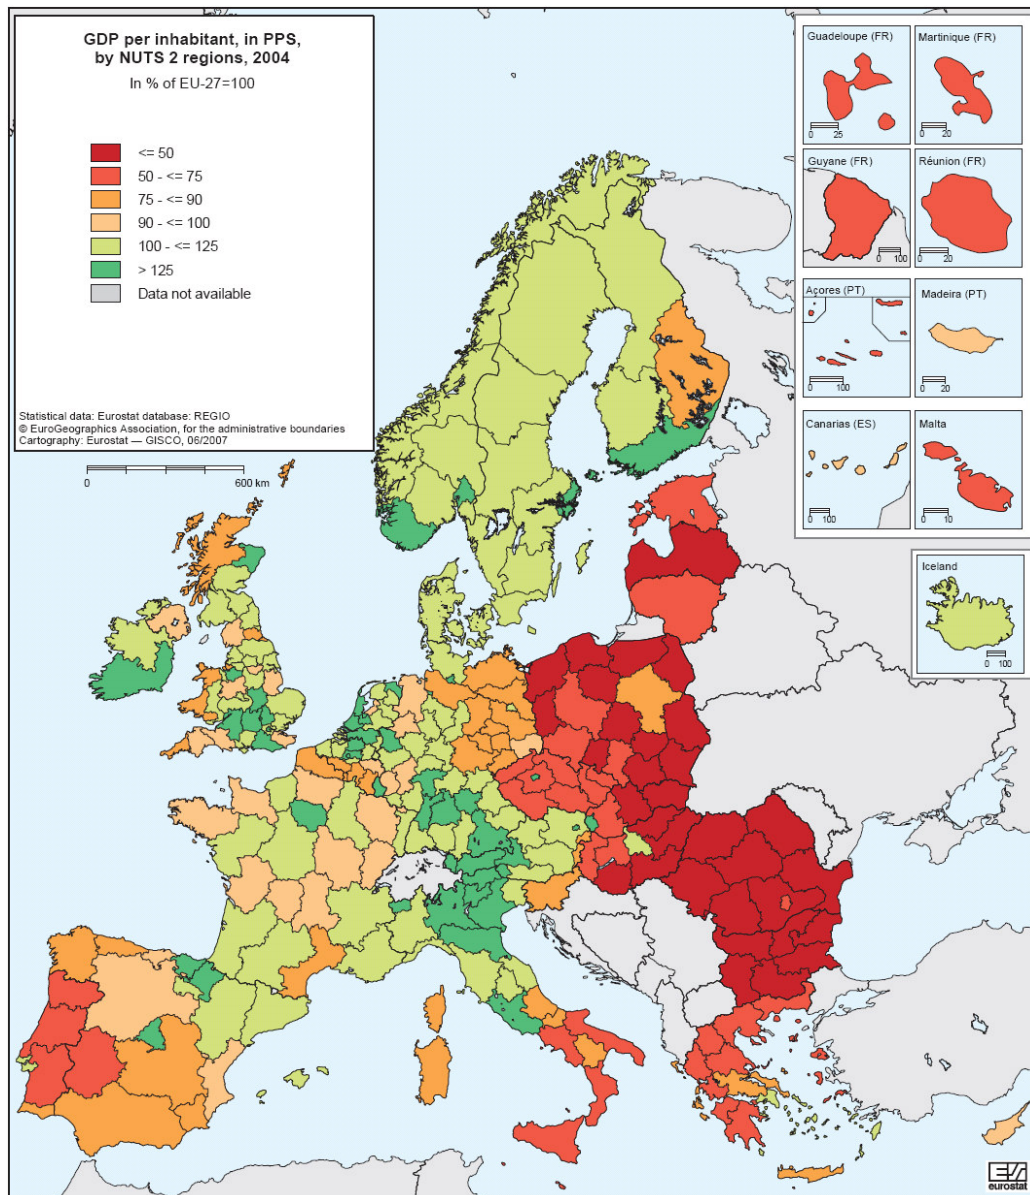 GDP per inhabitant, in PPS,
by NUTS 2 regions, 2004
In % of EU-27=100
<= 50
50 - <= 75
75 - <= 90
90 - <= 100
100 - <= 125
> 125
Data not available
Statistical data: Eurostat database: REGIO
© EuroGeographics Association, for the administrative boundaries
Cartography: Eurostat — GISCO, 06/2007
0 600 km
Guadeloupe (FR)
0 25
Martinique (FR)
0 20
Guyane (FR)
0 100
Réunion (FR)
0 20
Açores (PT)
0 100
Madeira (PT)
0 20
Canarias (ES)
0 100
Malta
0 10
Iceland
0 100
eurostat